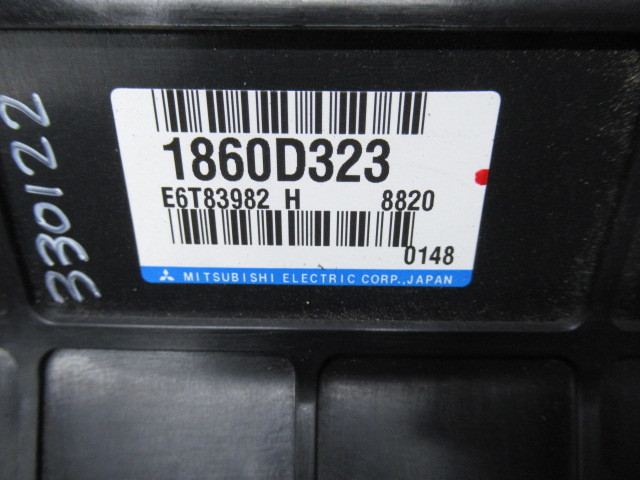 1860D323
E6T83982 H 8820
0148
MITSUBISHI ELECTRIC CORP.,JAPAN
330122